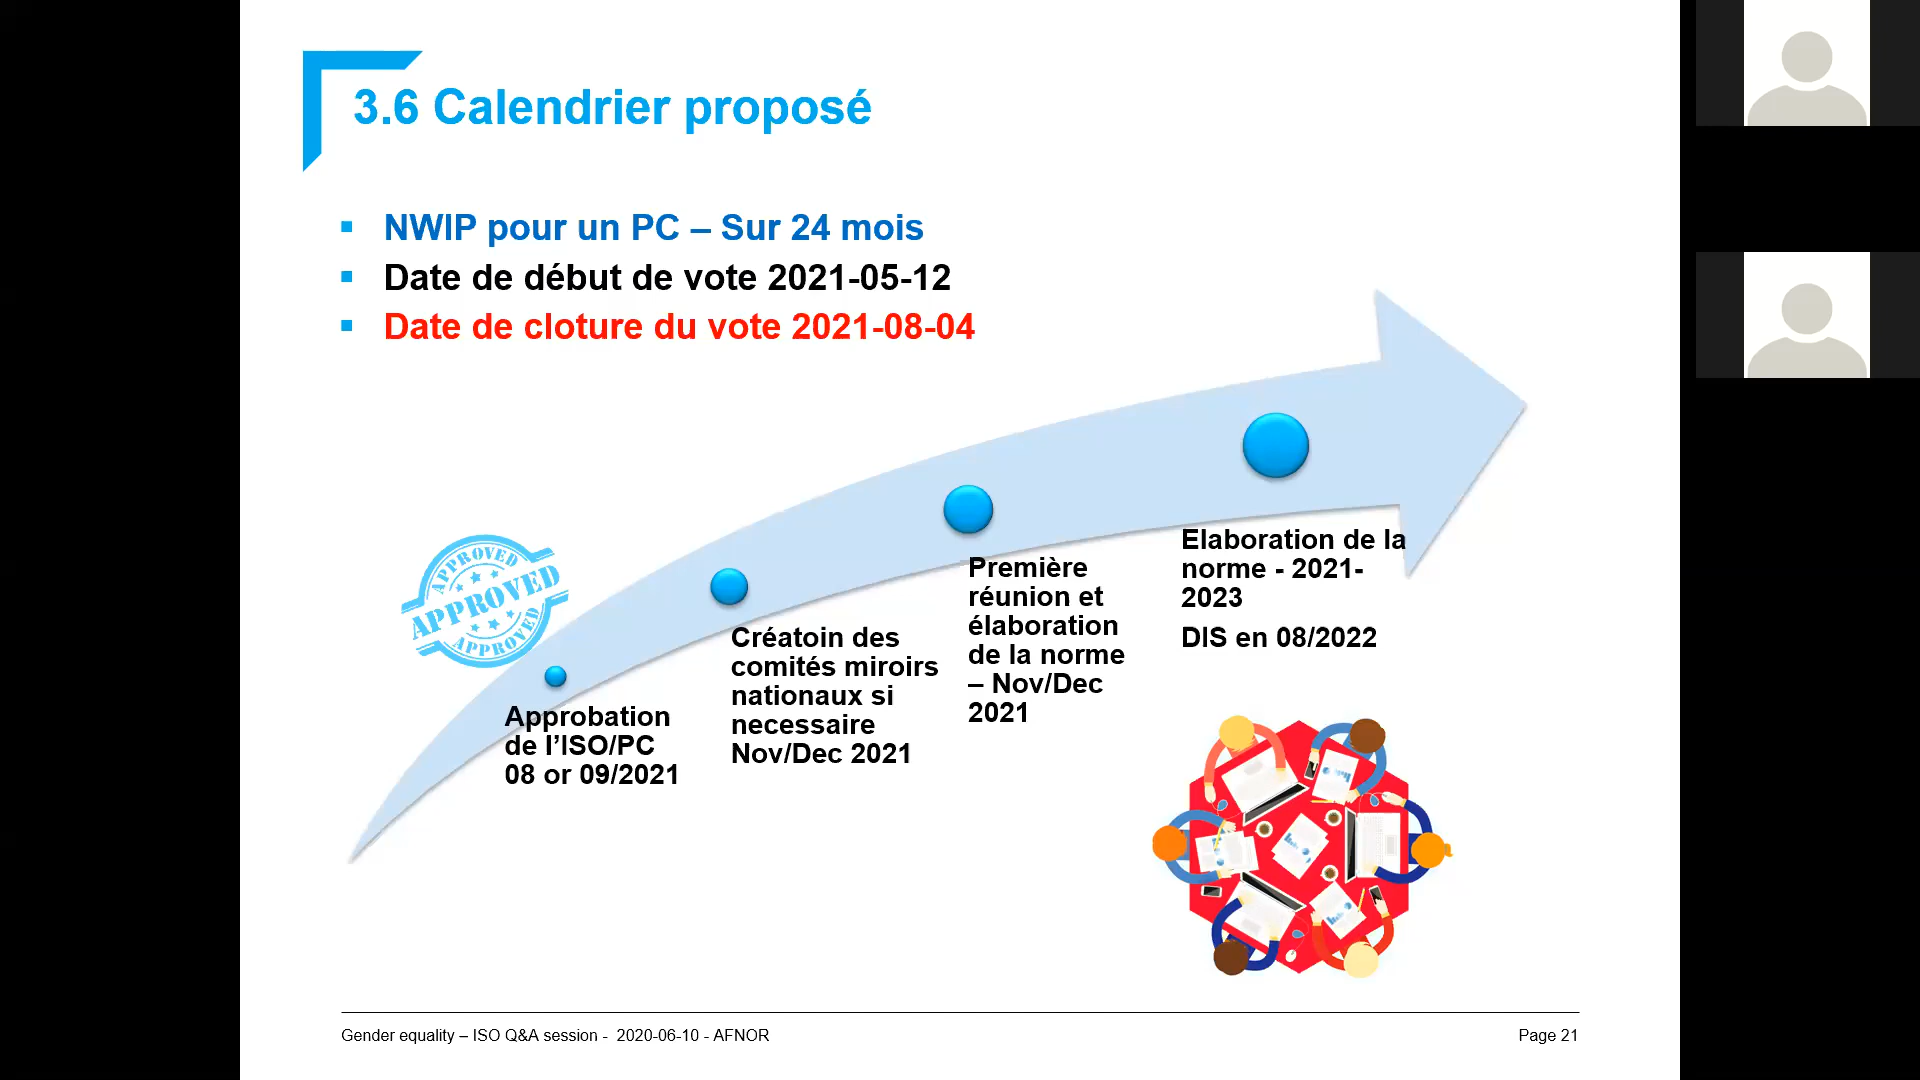 3.6 Calendrier proposé
NWIP pour un PC – Sur 24 mois
Date de début de vote 2021-05-12
Date de cloture du vote 2021-08-04
APPROVED
APPROVED
APPROVED
Approbation
de l’ISO/PC
08 or 09/2021
Créatoin des
comités miroirs
nationaux si
necessaire
Nov/Dec 2021
Première
réunion et
élaboration
de la norme
– Nov/Dec
2021
Elaboration de la
norme - 2021-
2023
DIS en 08/2022
Gender equality – ISO Q&A session - 2020-06-10 - AFNOR
Page 21